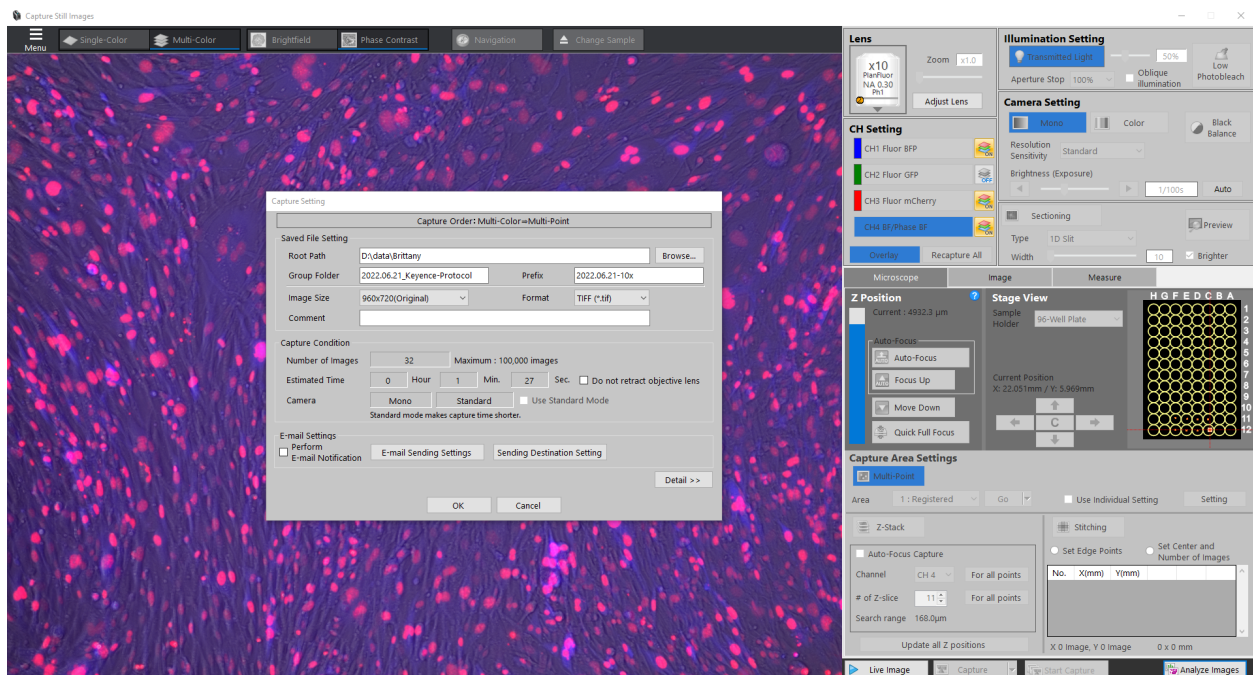 Capture Still Images
Menu
Single-Color
Multi-Color
Brightfield
Phase Contrast
Navigation
Change Sample
Capture Setting
Capture Order: Multi-Color⇒Multi-Point
Saved File Setting
Root Path D:\data\Brittany Browse...
Group Folder 2022.06.21_Keyence-Protocol Prefix 2022.06.21-10x
Image Size 960x720(Original) Format TIFF (*.tif)
Comment
Capture Condition
Number of Images 32 Maximum : 100,000 images
Estimated Time 0 Hour 1 Min. 27 Sec. Do not retract objective lens
Camera Mono Standard Use Standard Mode
Standard mode makes capture time shorter.
E-mail Settings
Perform
E-mail Notification
E-mail Sending Settings Sending Destination Setting
Detail >>
OK Cancel
Lens
x10
PlanFluor
NA 0.30
Ph1
Zoom x1.0
Adjust Lens
Illumination Setting
Transmitted Light 50%
Low
Photobleach
Aperture Stop 100%
Oblique
illumination
CH Setting
CH1 Fluor BFP ON
CH2 Fluor GFP OFF
CH3 Fluor mCherry ON
CH4 BF/Phase BF ON
Overlay Recapture All
Camera Setting
Mono Color
Black
Balance
Resolution
Sensitivity
Standard
Brightness (Exposure)
1/100s Auto
Sectioning
Preview
Type 1D Slit
Width 10 Brighter
Microscope Image Measure
Z Position ?
Current : 4932.3 µm
Auto-Focus
Auto-Focus
Focus Up
Move Down
Quick Full Focus
Stage View
Sample
Holder
96-Well Plate
Current Position
X: 22.051mm / Y: 5.969mm
C
H G F E D C B A
1
2
3
4
5
6
7
8
9
10
11
12
Capture Area Settings
Multi-Point
Area 1 : Registered Go Use Individual Setting Setting
Z-Stack
Auto-Focus Capture
Channel CH 4 For all points
# of Z-slice 11 For all points
Search range 168.0µm
Update all Z positions
Stitching
Set Edge Points
Set Center and
Number of Images
No. X(mm) Y(mm)
X 0 Image, Y 0 Image 0 x 0 mm
Live Image Capture Start Capture Analyze Images